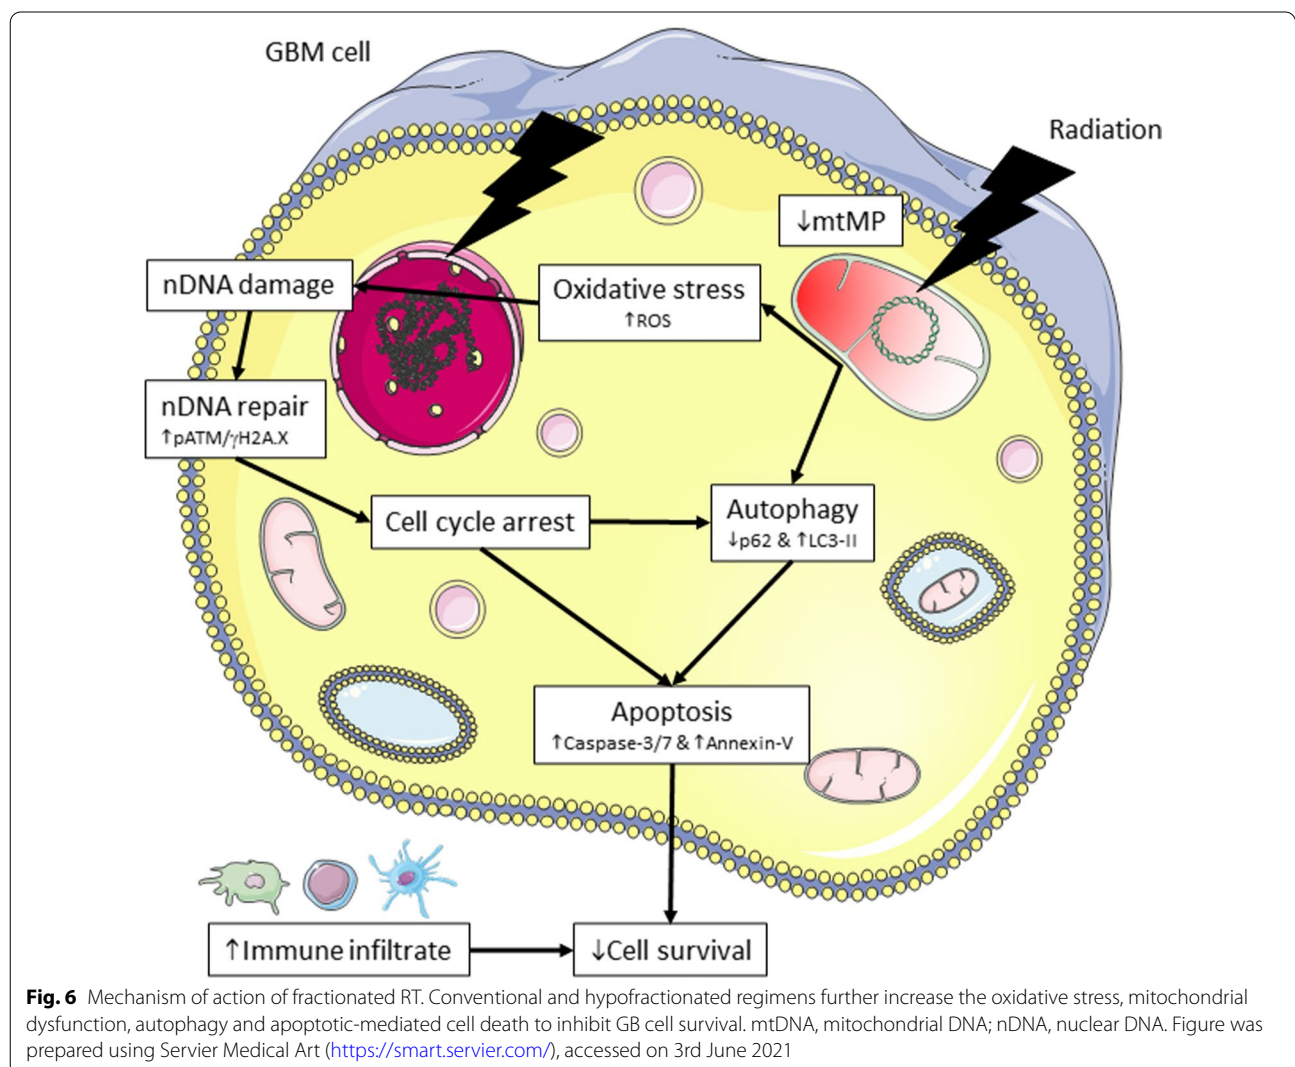 GBM cell
Radiation
↓mtMP
nDNA damage
Oxidative stress
↑ROS
nDNA repair
↑pATM/γH2A.X
Cell cycle arrest
Autophagy
↓p62 & ↑LC3-II
Apoptosis
↑Caspase-3/7 & ↑Annexin-V
↑Immune infiltrate
↓Cell survival
Fig. 6 Mechanism of action of fractionated RT. Conventional and hypofractionated regimens further increase the oxidative stress, mitochondrial
dysfunction, autophagy and apoptotic-mediated cell death to inhibit GB cell survival. mtDNA, mitochondrial DNA; nDNA, nuclear DNA. Figure was
prepared using Servier Medical Art (https://smart.servier.com/), accessed on 3rd June 2021